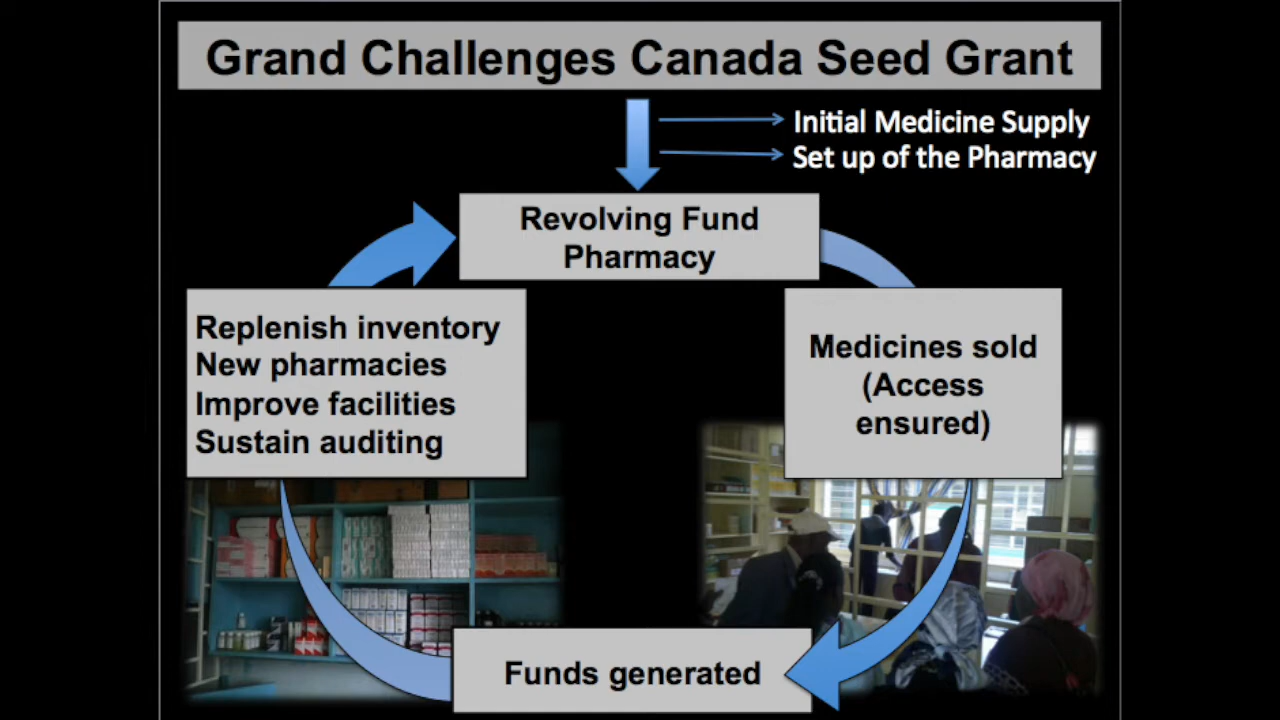 Grand Challenges Canada Seed Grant
Initial Medicine Supply
Set up of the Pharmacy
Revolving Fund
Pharmacy
Replenish inventory
New pharmacies
Improve facilities
Sustain auditing
Medicines sold
(Access
ensured)
Funds generated